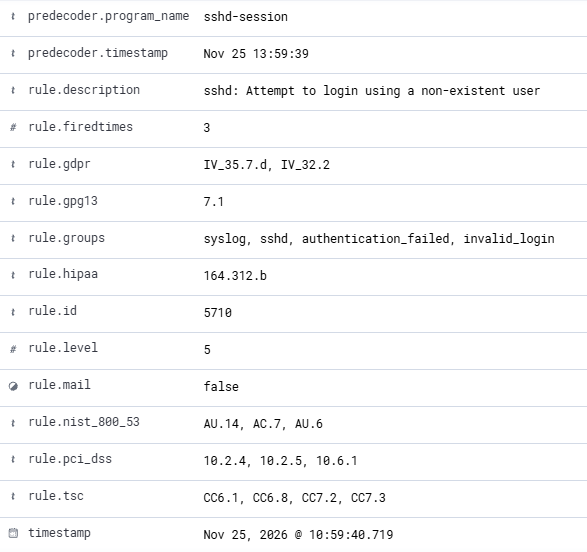 t predecoder.program_name sshd-session
t predecoder.timestamp Nov 25 13:59:39
t rule.description sshd: Attempt to login using a non-existent user
# rule.firedtimes 3
t rule.gdpr IV_35.7.d, IV_32.2
t rule.gpg13 7.1
t rule.groups syslog, sshd, authentication_failed, invalid_login
t rule.hipaa 164.312.b
t rule.id 5710
# rule.level 5
rule.mail false
t rule.nist_800_53 AU.14, AC.7, AU.6
t rule.pci_dss 10.2.4, 10.2.5, 10.6.1
t rule.tsc CC6.1, CC6.8, CC7.2, CC7.3
timestamp Nov 25, 2026 @ 10:59:40.719